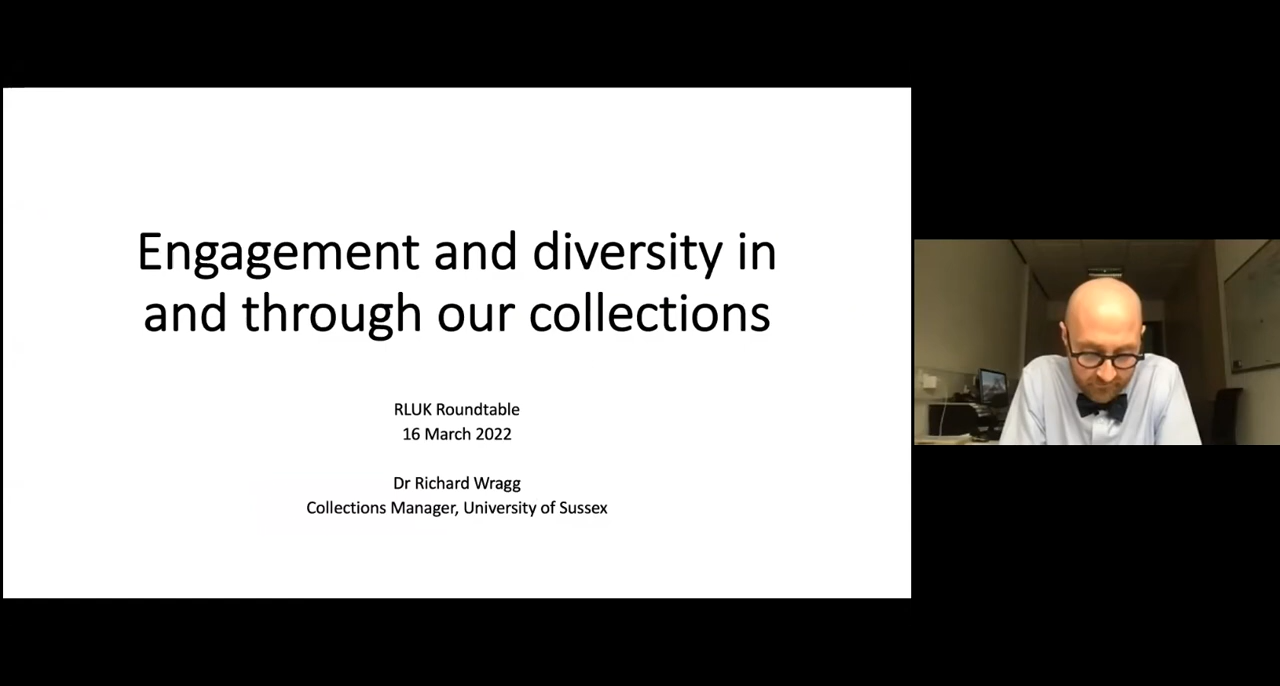 Engagement and diversity in
and through our collections
RLUK Roundtable
16 March 2022
Dr Richard Wragg
Collections Manager, University of Sussex